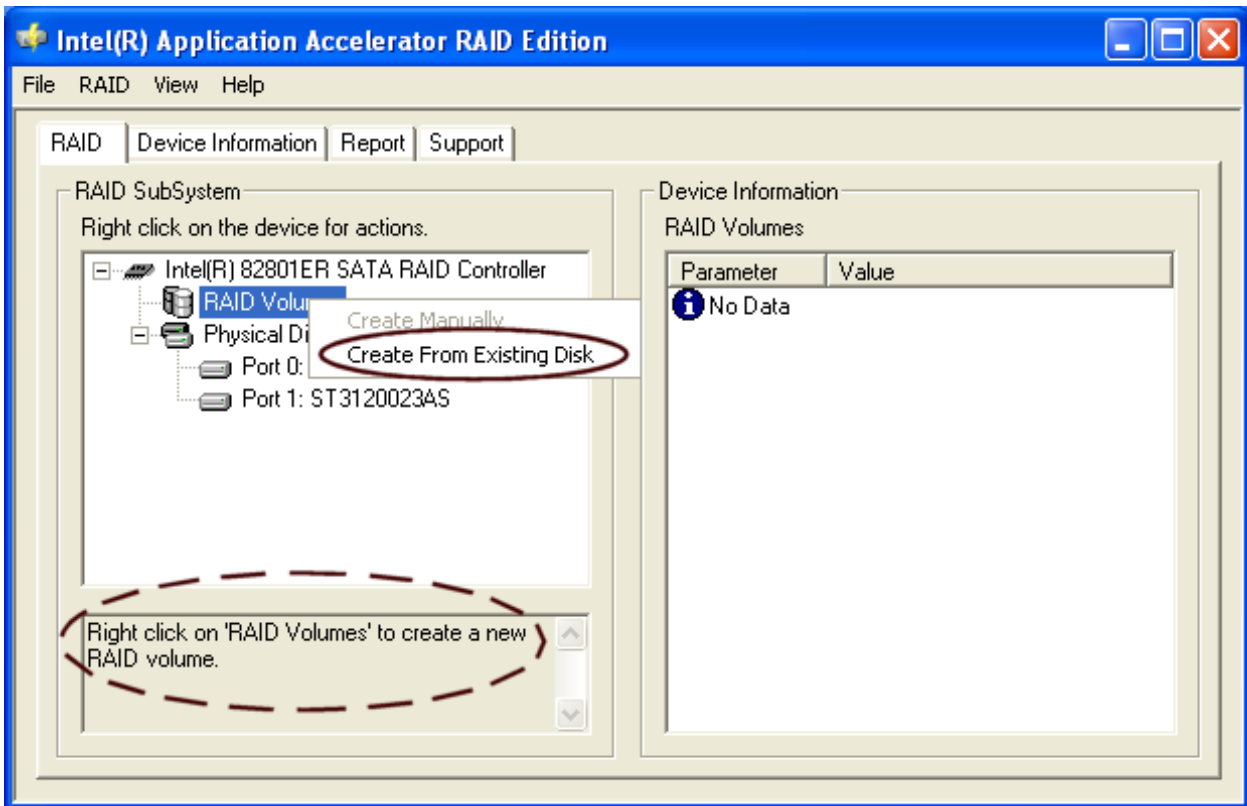 Intel(R) Application Accelerator RAID Edition
File RAID View Help
RAID Device Information Report Support
RAID SubSystem
Right click on the device for actions.
Intel(R) 82801ER SATA RAID Controller
RAID
Physical
Port 0:
Port 1: ST3120023AS
Create Manually
Create From Existing Disk
Right click on 'RAID Volumes' to create a new
RAID volume.
Device Information
RAID Volumes
Parameter Value
No Data